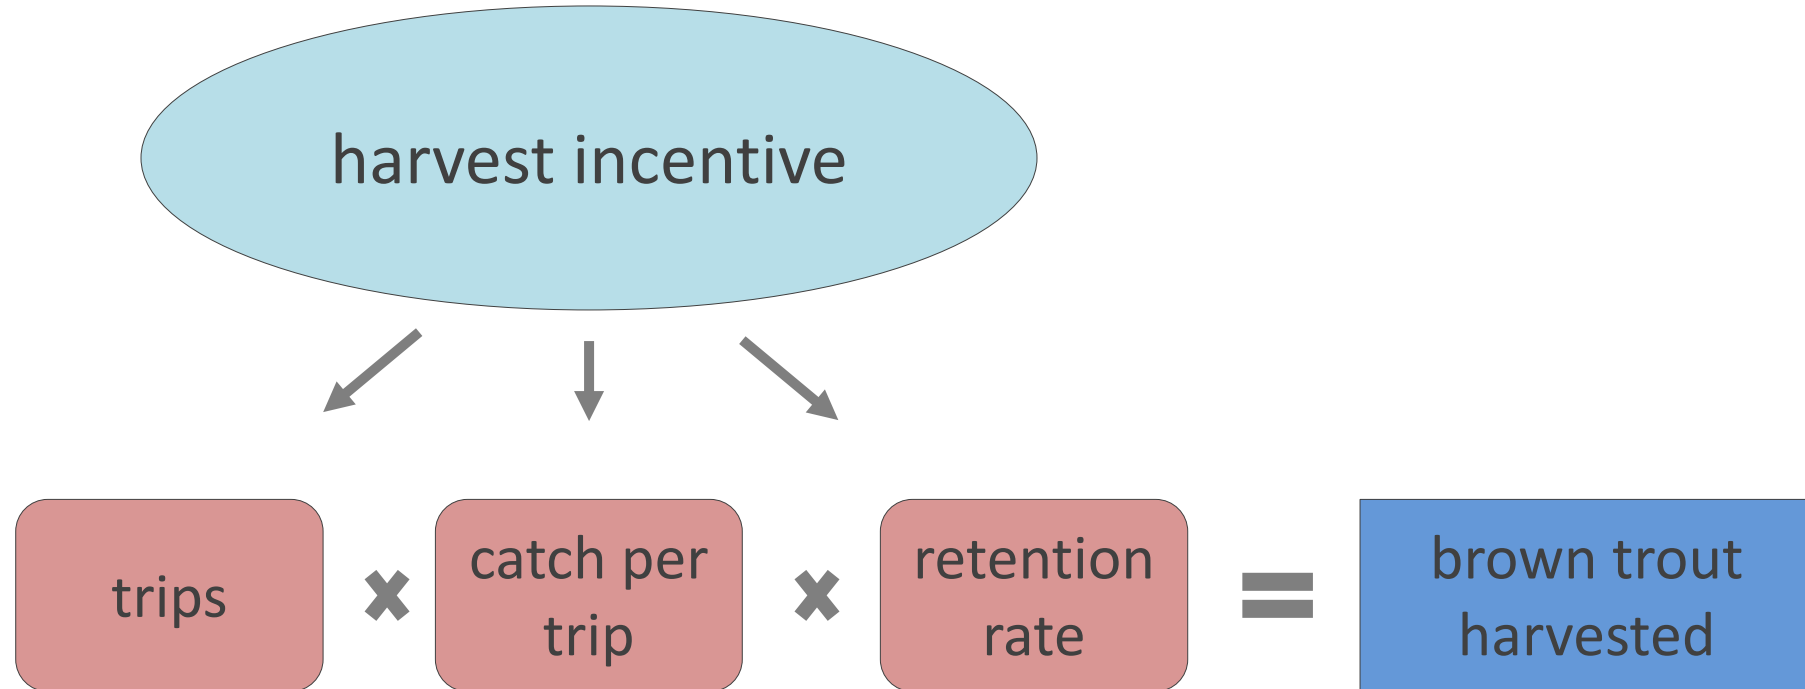 harvest incentive
trips
catch per
trip
retention
rate
brown trout
harvested